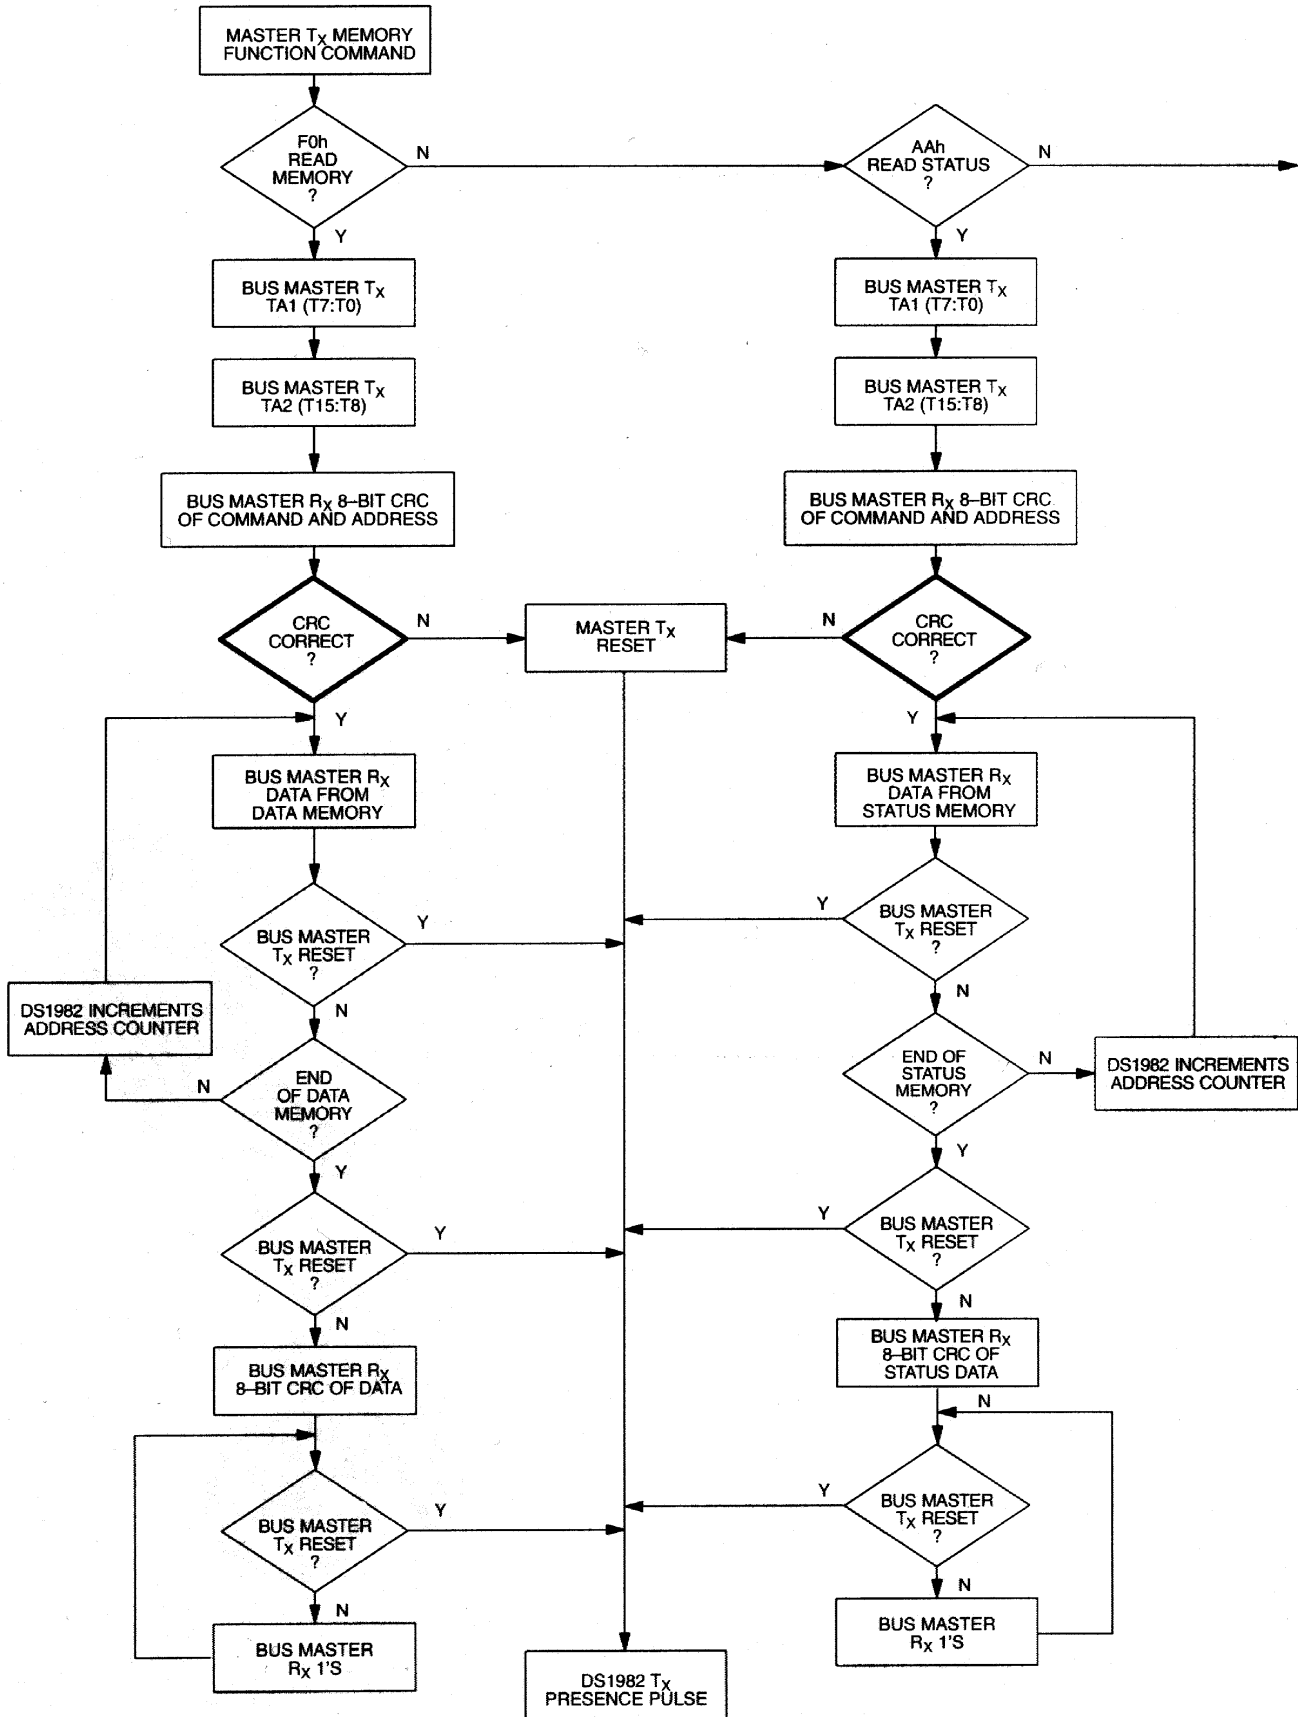 MASTER TX MEMORY
FUNCTION COMMAND
F0h
READ
MEMORY
?
N
Y
AAh
READ STATUS
?
N
Y
BUS MASTER TX
TA1 (T7:T0)
BUS MASTER TX
TA1 (T7:T0)
BUS MASTER TX
TA2 (T15:T8)
BUS MASTER TX
TA2 (T15:T8)
BUS MASTER RX 8–BIT CRC
OF COMMAND AND ADDRESS
BUS MASTER RX 8–BIT CRC
OF COMMAND AND ADDRESS
CRC
CORRECT
?
N
Y
MASTER TX
RESET
N
CRC
CORRECT
?
Y
BUS MASTER RX
DATA FROM
DATA MEMORY
BUS MASTER RX
DATA FROM
STATUS MEMORY
BUS MASTER
TX RESET
?
Y
N
Y
BUS MASTER
TX RESET
?
N
DS1982 INCREMENTS
ADDRESS COUNTER
N
END
OF DATA
MEMORY
?
Y
END OF
STATUS
MEMORY
?
N
Y
DS1982 INCREMENTS
ADDRESS COUNTER
BUS MASTER
TX RESET
?
Y
N
Y
BUS MASTER
TX RESET
?
N
BUS MASTER RX
8–BIT CRC OF DATA
BUS MASTER RX
8–BIT CRC OF
STATUS DATA
N
BUS MASTER
TX RESET
?
Y
N
Y
BUS MASTER
TX RESET
?
N
BUS MASTER
RX 1'S
BUS MASTER
RX 1'S
DS1982 TX
PRESENCE PULSE